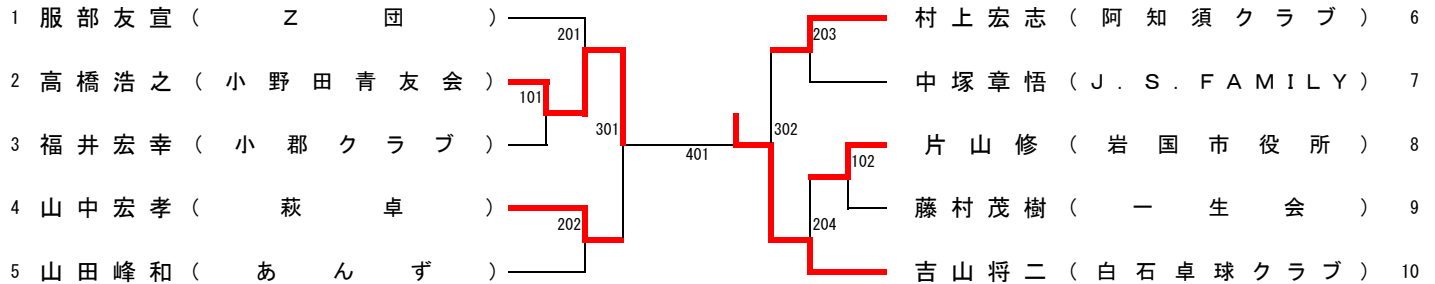 1 服部友宣(Z団)
201
2 高橋浩之(小野田青友会)
101
3 福井宏幸(小郡クラブ)
301
4 山中宏孝(萩卓)
202
5 山田峰和(あんず)
401
村上宏志(阿知須クラブ) 6
203
中塚章悟(J.S.FAMILY) 7
302
片山修(岩国市役所) 8
102
藤村茂樹(一生会) 9
204
吉山将二(白石卓球クラブ) 10